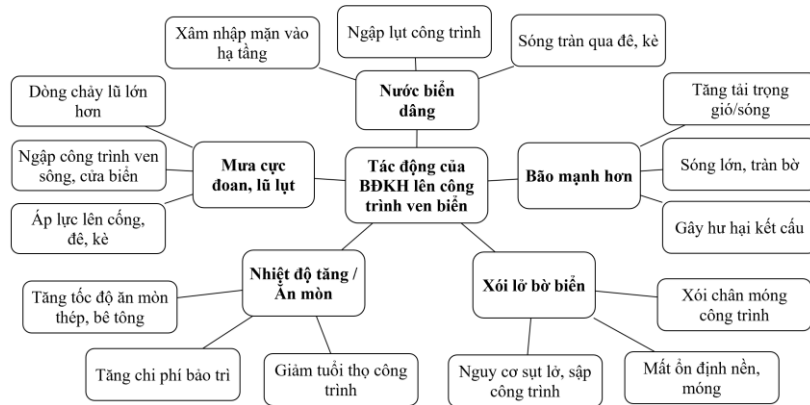 Xâm nhập mặn vào
hạ tầng
Ngập lụt công trình
Sóng tràn qua đê, kè
Nước biển
dâng
Dòng chảy lũ lớn
hơn
Ngập công trình ven
sông, cửa biển
Áp lực lên cống,
đê, kè
Mưa cực
đoan, lũ lụt
Tác động của
BĐKH lên công
trình ven biển
Bão mạnh hơn
Tăng tải trọng
gió/sóng
Sóng lớn, tràn bờ
Gây hư hại kết cấu
Nhiệt độ tăng /
Ăn mòn
Tăng tốc độ ăn mòn
thép, bê tông
Tăng chi phí bảo trì
Giảm tuổi thọ công
trình
Xói lở bờ biển
Xói chân móng
công trình
Nguy cơ sụt lở, sập
công trình
Mất ổn định nền,
móng